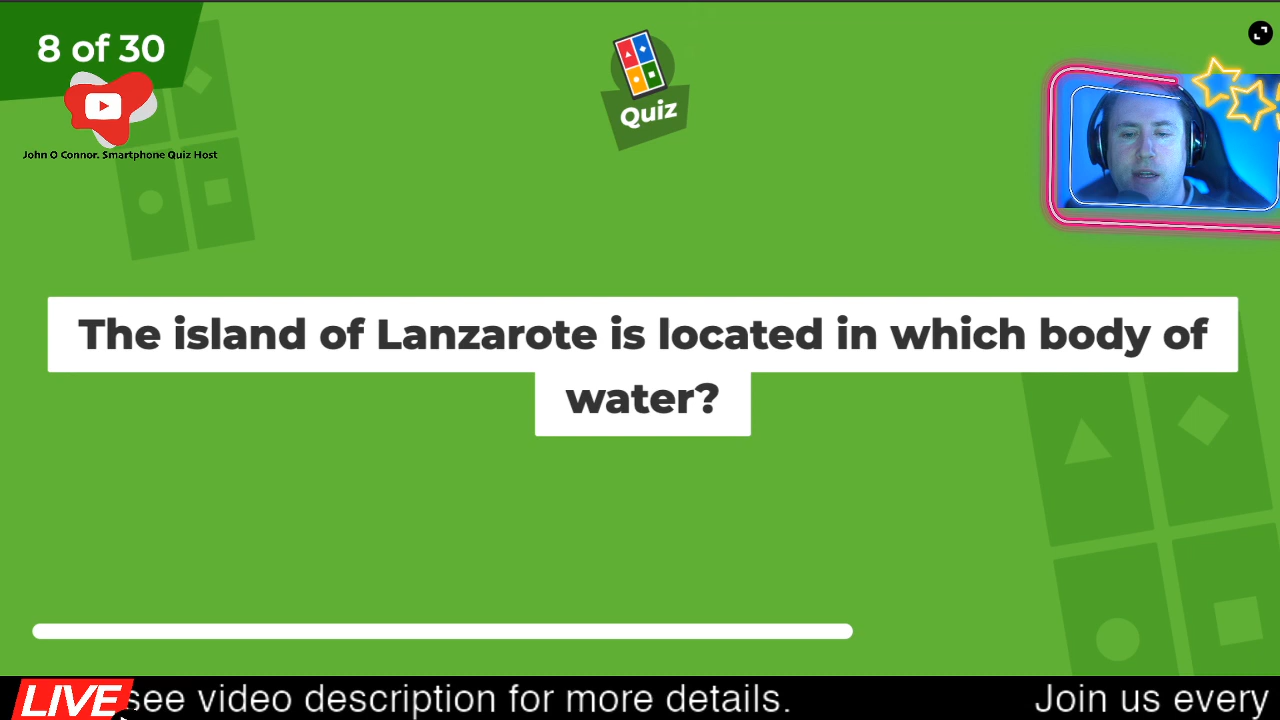 8 of 30
John O Connor. Smartphone Quiz Host
Quiz
The island of Lanzarote is located in which body of
water?
LIVE see video description for more details. Join us every